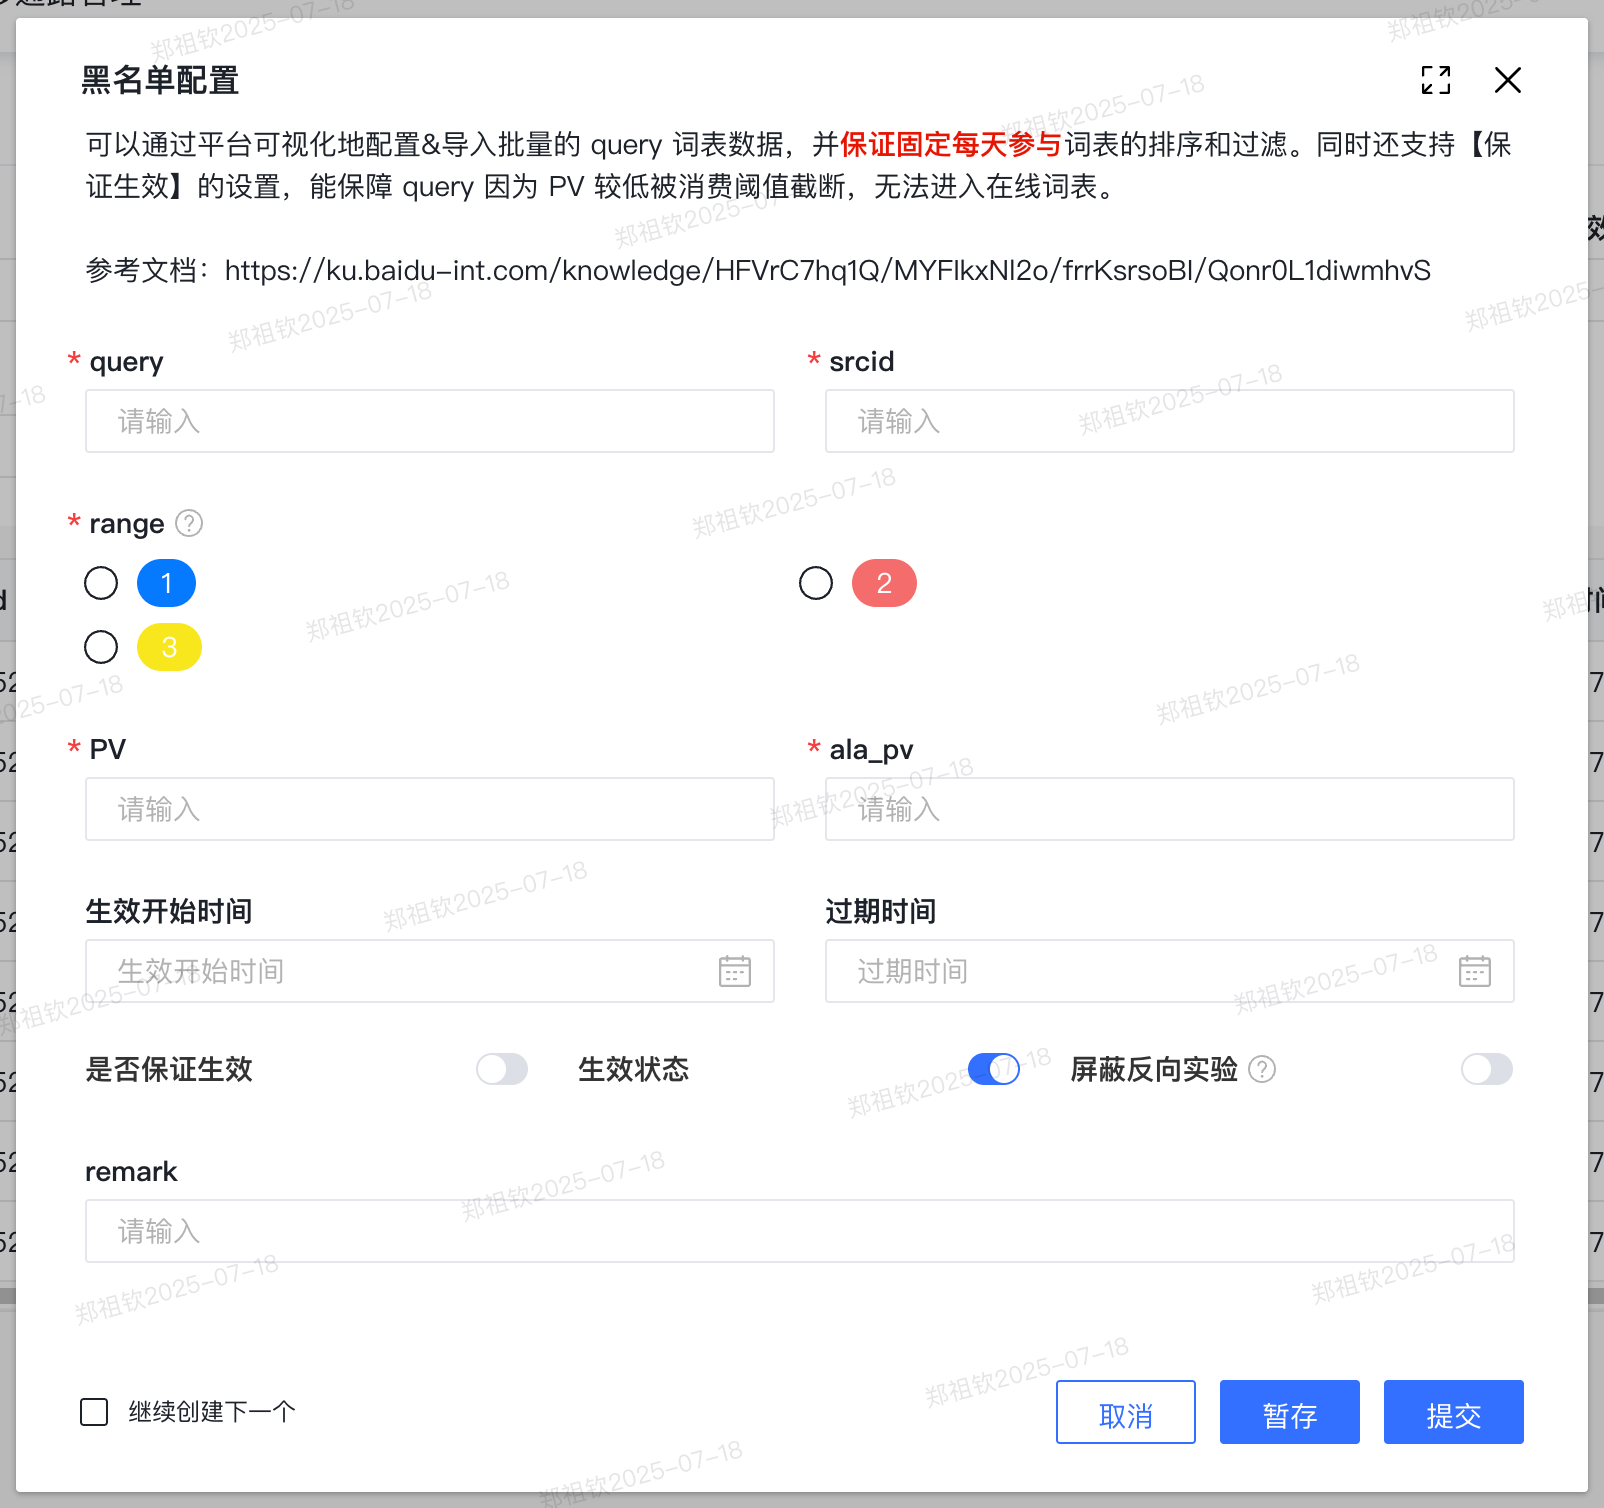 黑名单配置
可以通过平台可视化地配置&导入批量的 query 词表数据，并保证固定每天参与词表的排序和过滤。同时还支持【保
证生效】的设置，能保障 query 因为 PV 较低被消费阈值截断，无法进入在线词表。
参考文档：https://ku.baidu-int.com/knowledge/HFVrC7hq1Q/MYFlkxNl2o/frrKsrsoBl/Qonr0L1diwmhvS
* query
* srcid
请输入
请输入
* range ?
1
2
3
* PV
* ala_pv
请输入
请输入
生效开始时间
过期时间
生效开始时间
过期时间
是否保证生效
生效状态
屏蔽反向实验 ?
remark
请输入
继续创建下一个
取消
暂存
提交
郑祖钦2025-07-18